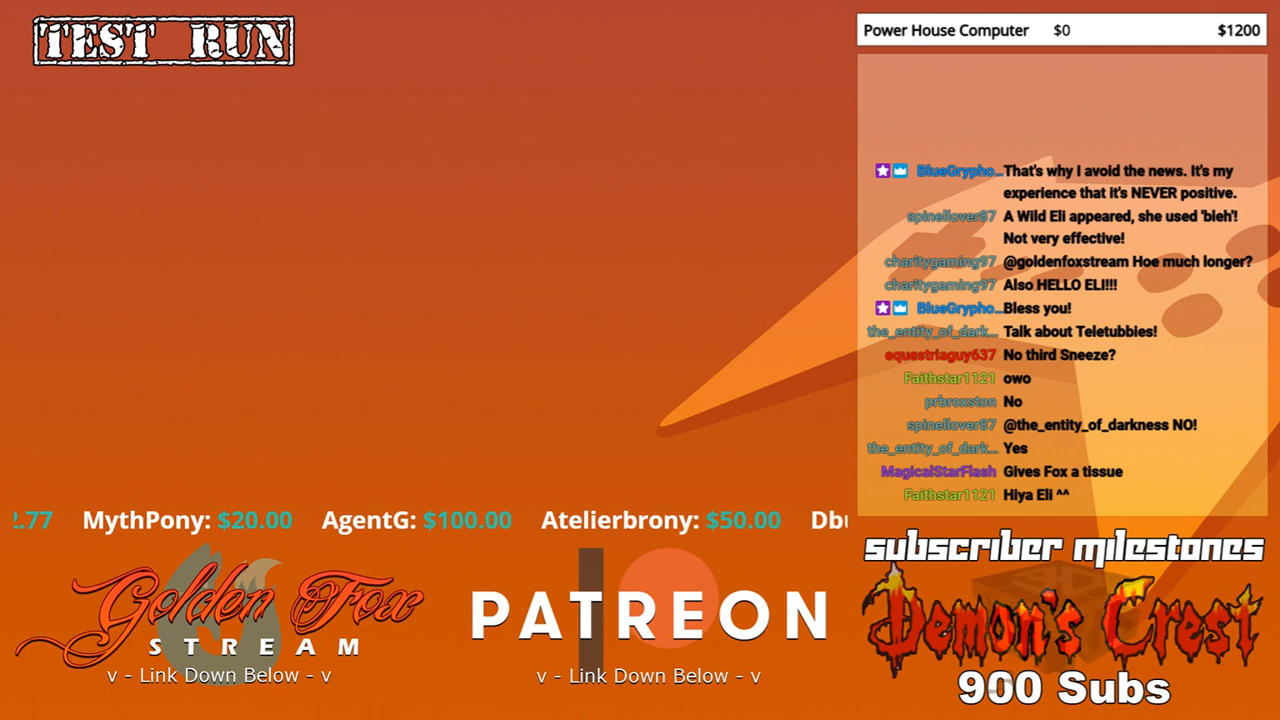 TEST RUN
Power House Computer $0 $1200
BlueGrypho... That's why I avoid the news. It's my
experience that it's NEVER positive.
spinellover87 A Wild Eli appeared, she used 'bleh'!
Not very effective!
charitygaming97 @goldenfoxstream Hoe much longer?
charitygaming97 Also HELLO ELI!!!
BlueGrypho... Bless you!
the_entity_of_dark... Talk about Teletubbies!
equestriaguy637 No third Sneeze?
Faithstar1121 owo
prbroxston No
spinellover87 @the_entity_of_darkness NO!
the_entity_of_dark... Yes
MagicalStarFlash Gives Fox a tissue
Faithstar1121 Hiya Eli ^^
2.77 MythPony: $20.00 AgentG: $100.00 Atelierbrony: $50.00 Dbu
Golden Fox
STREAM
v - Link Down Below - v
PATREON
v - Link Down Below - v
subscriber milestones
Demon's Crest
900 Subs